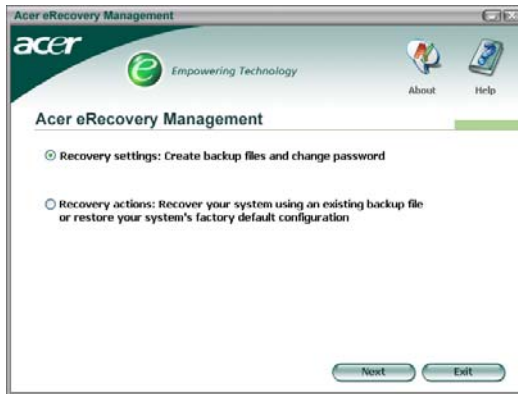 Acer eRecovery Management
acer
e
Empowering Technology
About
Help
Acer eRecovery Management
Recovery settings: Create backup files and change password
Recovery actions: Recover your system using an existing backup file
or restore your system's factory default configuration
Next
Exit